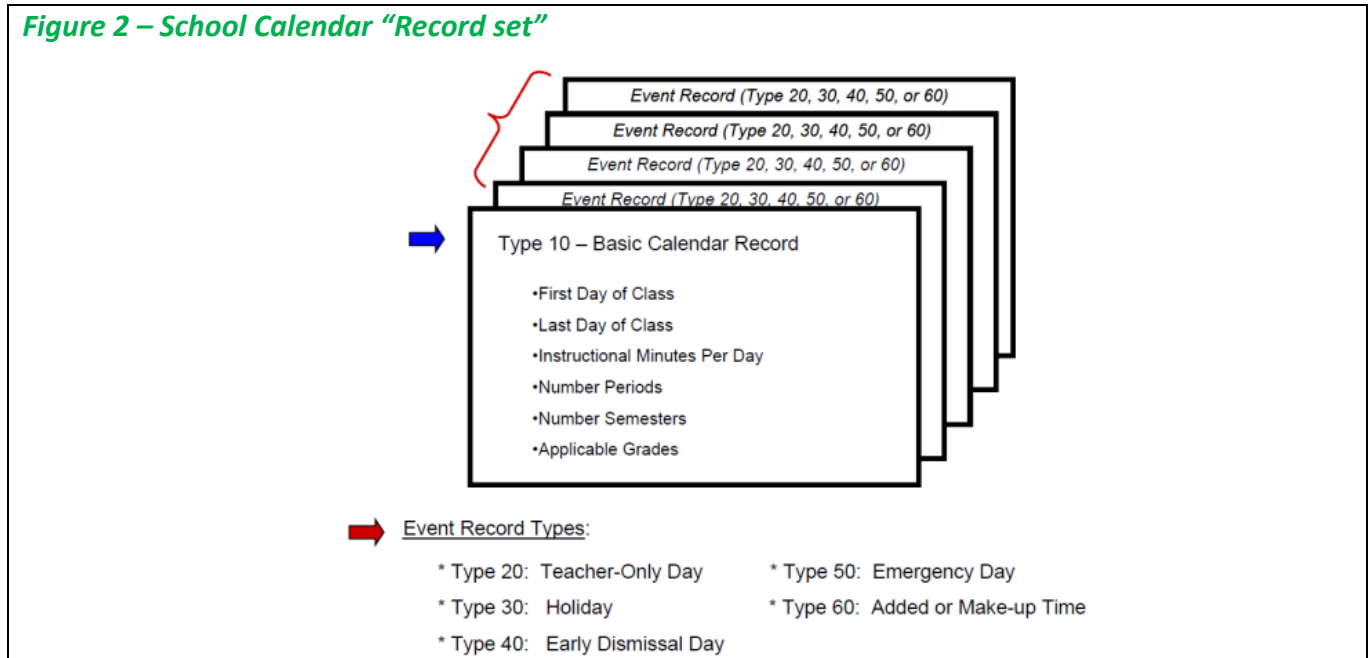 Figure 2 – School Calendar “Record set”
Event Record (Type 20, 30, 40, 50, or 60)
Event Record (Type 20, 30, 40, 50, or 60)
Event Record (Type 20, 30, 40, 50, or 60)
Event Record (Type 20, 30, 40, 50, or 60)
Type 10 – Basic Calendar Record
•First Day of Class
•Last Day of Class
•Instructional Minutes Per Day
•Number Periods
•Number Semesters
•Applicable Grades
Event Record Types:
* Type 20: Teacher-Only Day * Type 50: Emergency Day
* Type 30: Holiday * Type 60: Added or Make-up Time
* Type 40: Early Dismissal Day